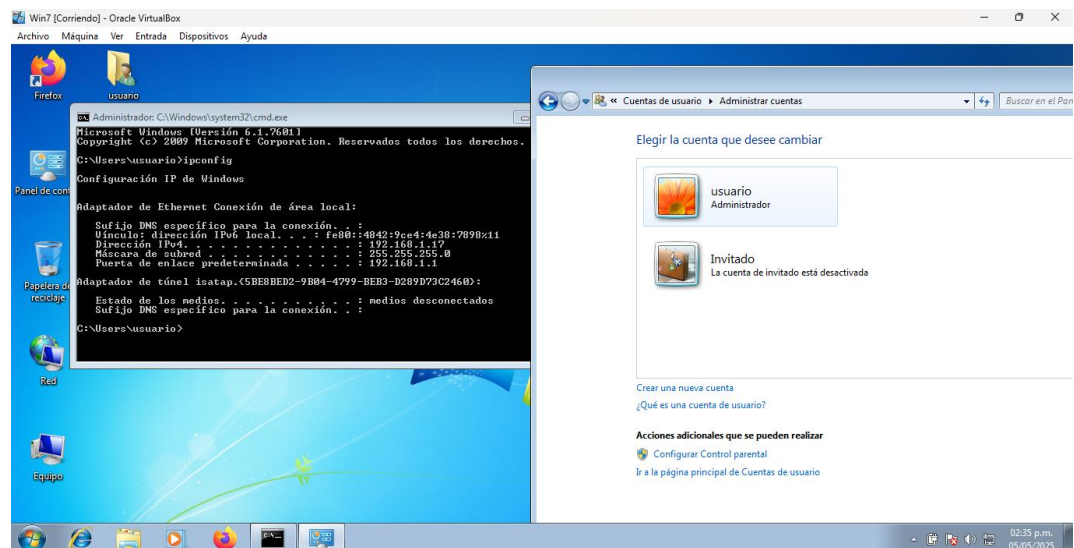 Win7 [Corriendo] - Oracle VirtualBox
Archivo Máquina Ver Entrada Dispositivos Ayuda
Firefox
usuario
Panel de cont
Papelera de
reciclaje
Red
Equipo
Administrador: C:\Windows\system32\cmd.exe
Microsoft Windows [Versión 6.1.7601]
Copyright (c) 2009 Microsoft Corporation. Reservados todos los derechos.
C:\Users\usuario>ipconfig
Configuración IP de Windows
Adaptador de Ethernet Conexión de área local:
Sufijo DNS específico para la conexión. . :
Vínculo: dirección IPv6 local. . . : fe80::4842:9ce4:4e38:7898%11
Dirección IPv4. . . . . . . . . . . . . . : 192.168.1.17
Máscara de subred . . . . . . . . . . . . : 255.255.255.0
Puerta de enlace predeterminada . . . . . : 192.168.1.1
Adaptador de túnel isatap.{5BE8BED2-9B04-4799-BEB3-D289D73C2460}:
Estado de los medios. . . . . . . . . . . : medios desconectados
Sufijo DNS específico para la conexión. . :
C:\Users\usuario>
« Cuentas de usuario ▸ Administrar cuentas
Buscar en el Pan
Elegir la cuenta que desee cambiar
usuario
Administrador
Invitado
La cuenta de invitado está desactivada
Crear una nueva cuenta
¿Qué es una cuenta de usuario?
Acciones adicionales que se pueden realizar
Configurar Control parental
Ir a la página principal de Cuentas de usuario
02:35 p.m.
05/05/2025